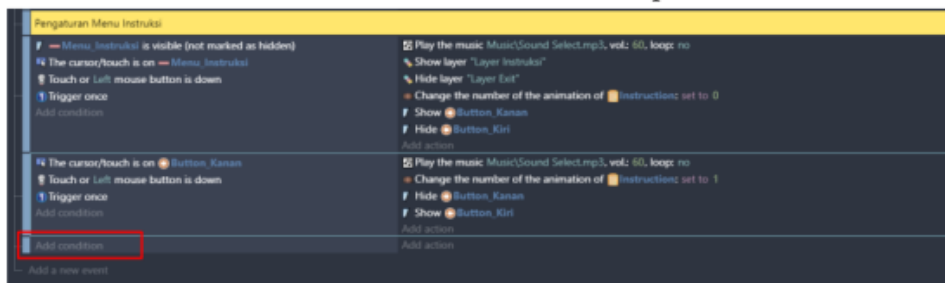 Pengaturan Menu Instruksi
Menu_Instruksi is visible (not marked as hidden)
The cursor/touch is on Menu_Instruksi
Touch or Left mouse button is down
Trigger once
Add condition
Play the music Music\Sound Select.mp3, vol.: 60, loop: no
Show layer "Layer Instruksi"
Hide layer "Layer Exit"
Change the number of the animation of Instruction: set to 0
Show Button_Kanan
Hide Button_Kiri
Add action
The cursor/touch is on Button_Kanan
Touch or Left mouse button is down
Trigger once
Add condition
Play the music Music\Sound Select.mp3, vol.: 60, loop: no
Change the number of the animation of Instruction: set to 1
Hide Button_Kanan
Show Button_Kiri
Add action
Add condition
Add action
Add a new event